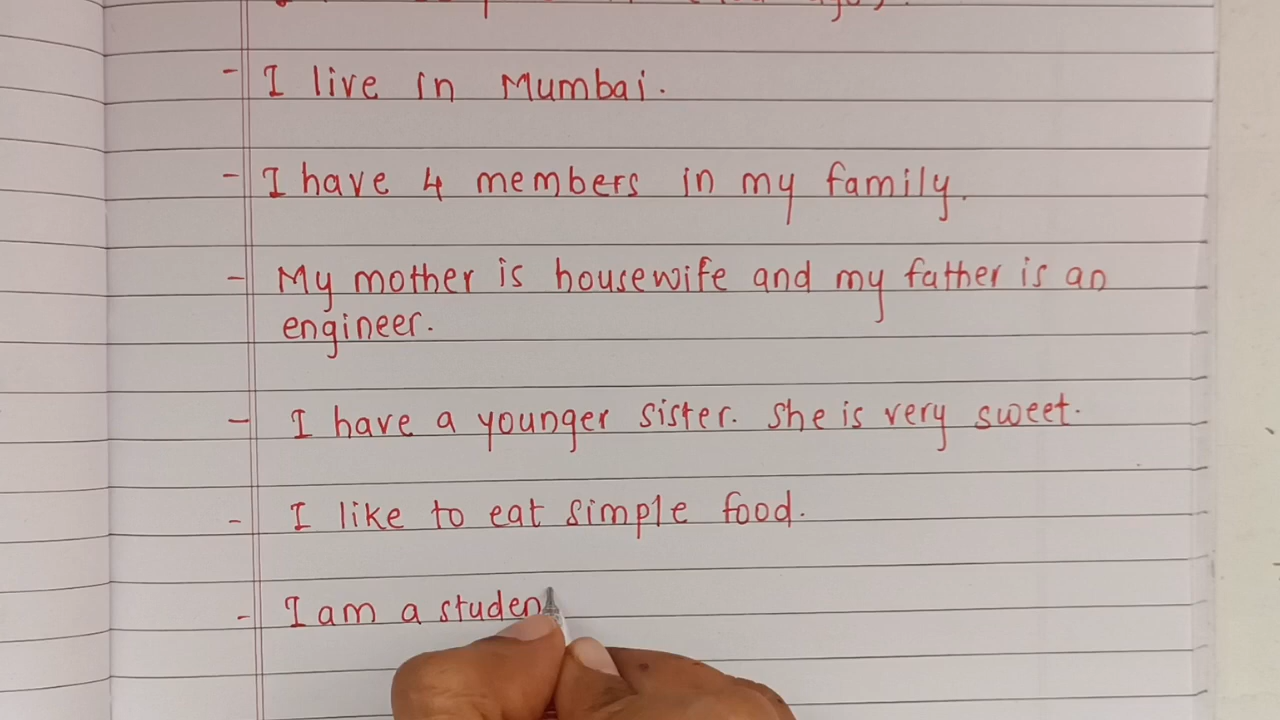 - I live in Mumbai.
- I have 4 members in my family.
- My mother is housewife and my father is an
engineer.
- I have a younger sister. She is very sweet.
- I like to eat simple food.
- I am a studen